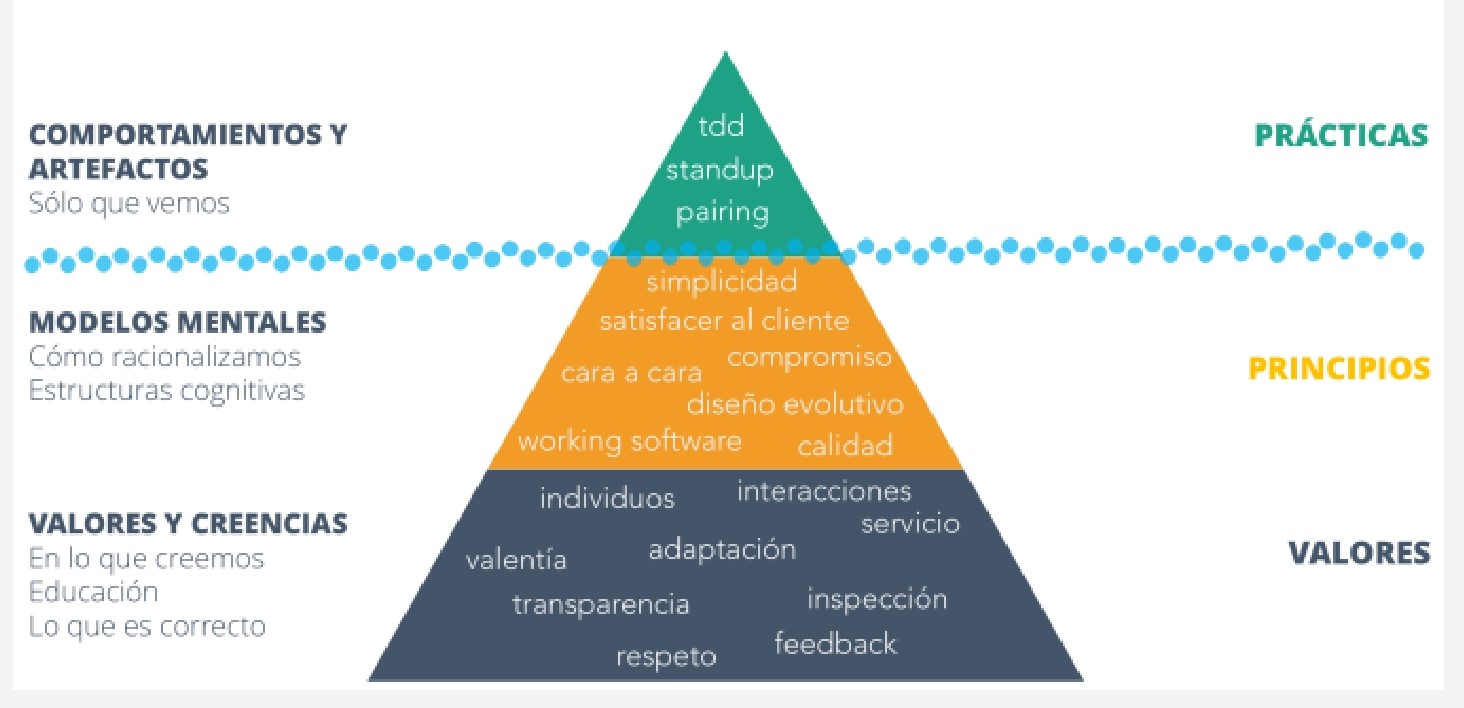 COMPORTAMIENTOS Y
ARTEFACTOS
Sólo que vemos
tdd
standup
pairing
PRÁCTICAS
MODELOS MENTALES
Cómo racionalizamos
Estructuras cognitivas
simplicidad
satisfacer al cliente
compromiso
cara a cara
diseño evolutivo
working software
calidad
PRINCIPIOS
VALORES Y CREENCIAS
En lo que creemos
Educación
Lo que es correcto
individuos
interacciones
servicio
valentía
adaptación
transparencia
inspección
respeto
feedback
VALORES